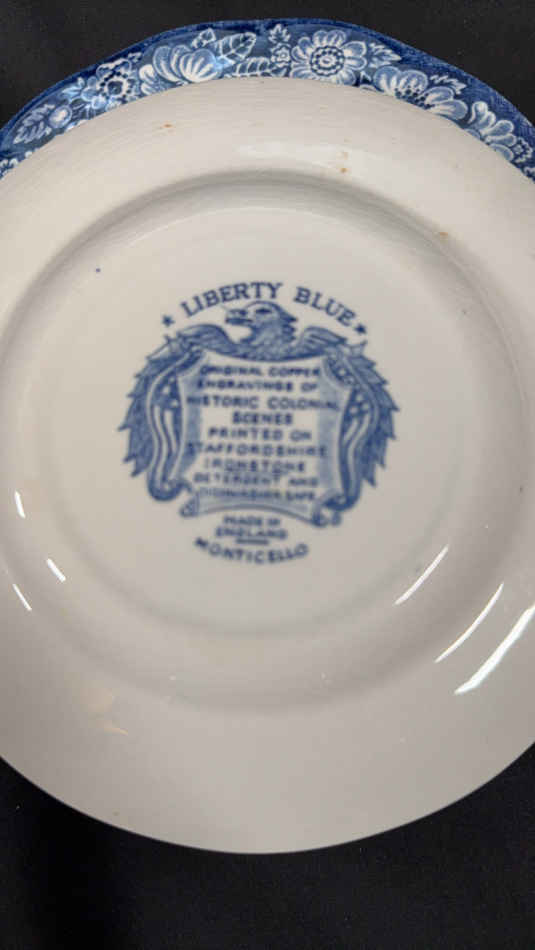 ★ LIBERTY BLUE ★
ORIGINAL COPPER
ENGRAVINGS OF
HISTORIC COLONIAL
SCENES
PRINTED ON
STAFFORDSHIRE
IRONSTONE
DETERGENT AND
DISHWASHER SAFE
MADE IN
ENGLAND
MONTICELLO